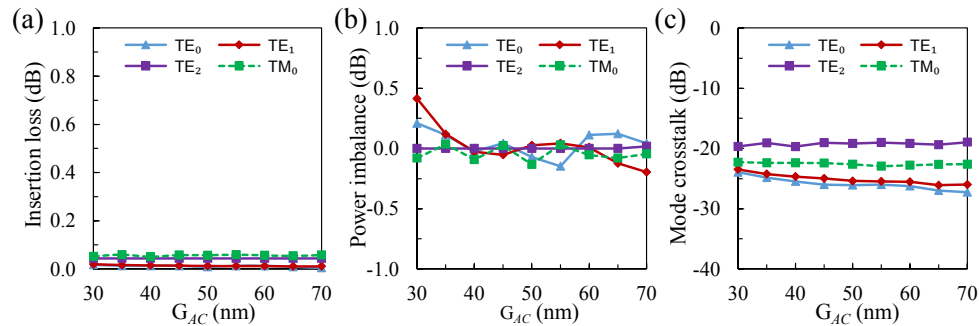 (a)
Insertion loss (dB)
1.0
0.8
0.6
0.4
0.2
0.0
TE₀ TE₁
TE₂ TM₀
30 40 50 60 70
G_AC (nm)
(b)
Power imbalance (dB)
1.0
0.5
0.0
-0.5
-1.0
TE₀ TE₁
TE₂ TM₀
30 40 50 60 70
G_AC (nm)
(c)
Mode crosstalk (dB)
0
-10
-20
-30
-40
TE₀ TE₁
TE₂ TM₀
30 40 50 60 70
G_AC (nm)